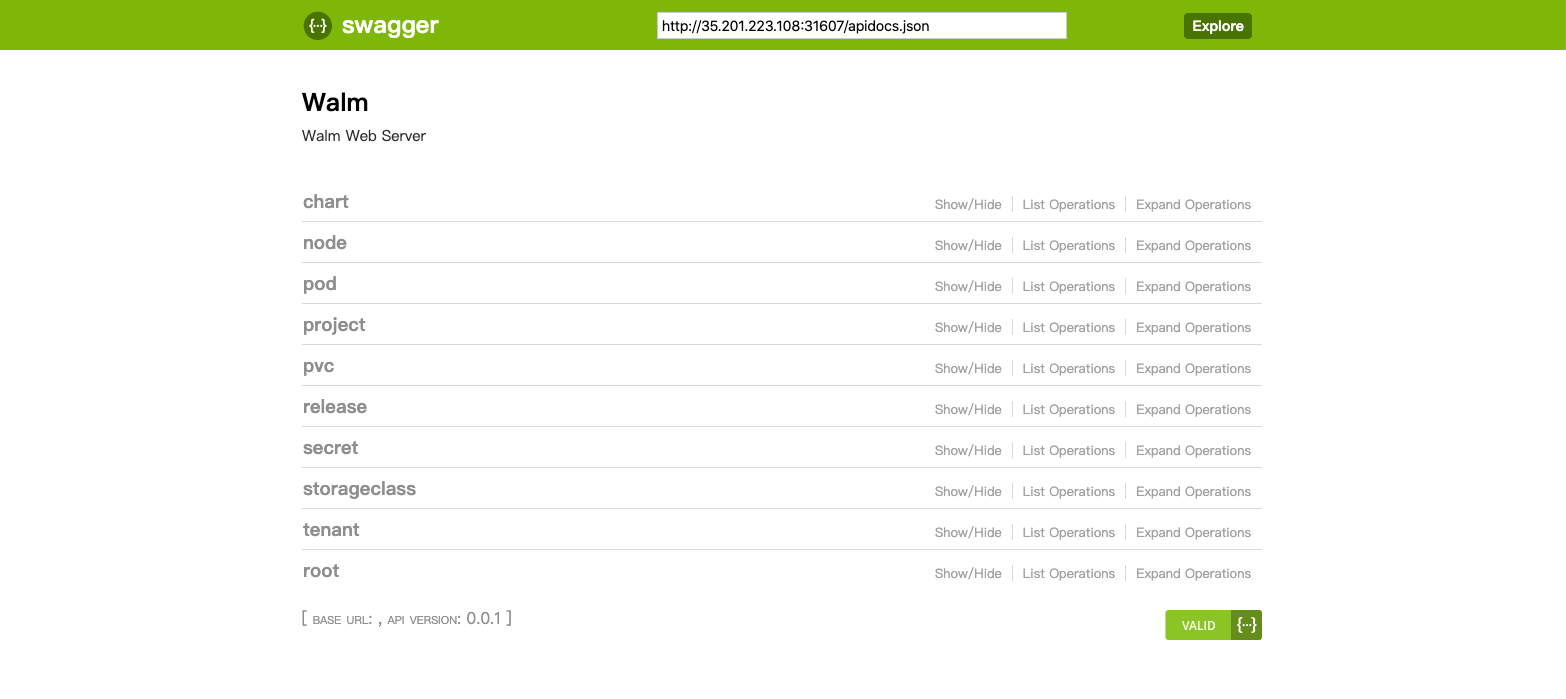 {···} swagger http://35.201.223.108:31607/apidocs.json Explore
Walm
Walm Web Server
chart Show/Hide List Operations Expand Operations
node Show/Hide List Operations Expand Operations
pod Show/Hide List Operations Expand Operations
project Show/Hide List Operations Expand Operations
pvc Show/Hide List Operations Expand Operations
release Show/Hide List Operations Expand Operations
secret Show/Hide List Operations Expand Operations
storageclass Show/Hide List Operations Expand Operations
tenant Show/Hide List Operations Expand Operations
root Show/Hide List Operations Expand Operations
[ BASE URL: , API VERSION: 0.0.1 ] VALID {···}